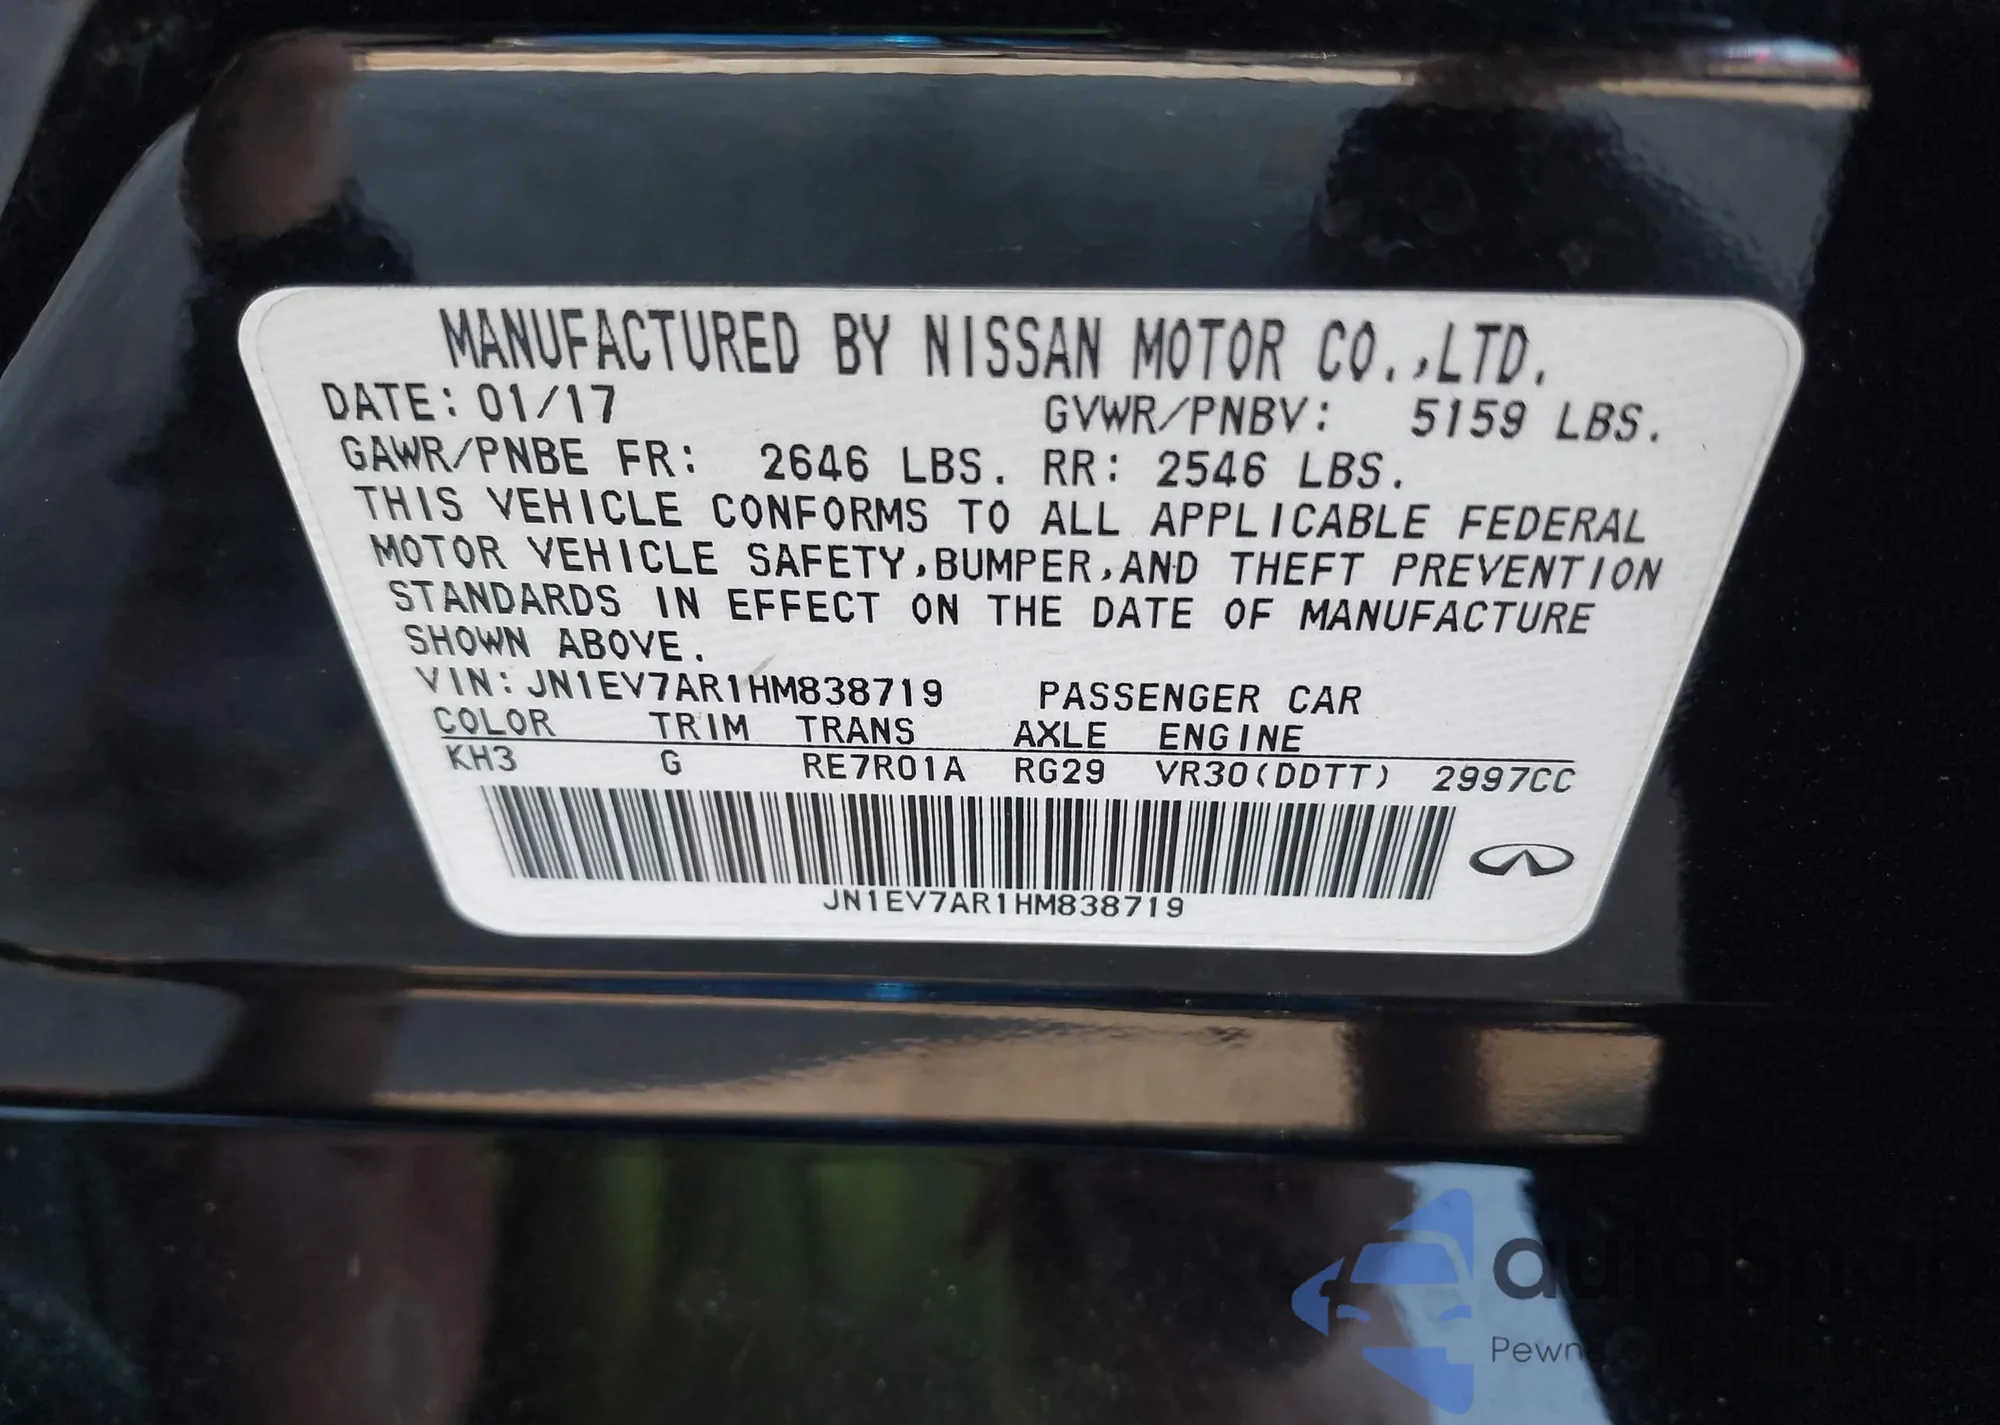 MANUFACTURED BY NISSAN MOTOR CO.,LTD.
DATE: 01/17 GVWR/PNBV: 5159 LBS.
GAWR/PNBE FR: 2646 LBS. RR: 2546 LBS.
THIS VEHICLE CONFORMS TO ALL APPLICABLE FEDERAL
MOTOR VEHICLE SAFETY,BUMPER,AND THEFT PREVENTION
STANDARDS IN EFFECT ON THE DATE OF MANUFACTURE
SHOWN ABOVE.
VIN: JN1EV7AR1HM838719 PASSENGER CAR
COLOR TRIM TRANS AXLE ENGINE
KH3 G RE7R01A RG29 VR30(DDTT) 2997CC
JN1EV7AR1HM838719